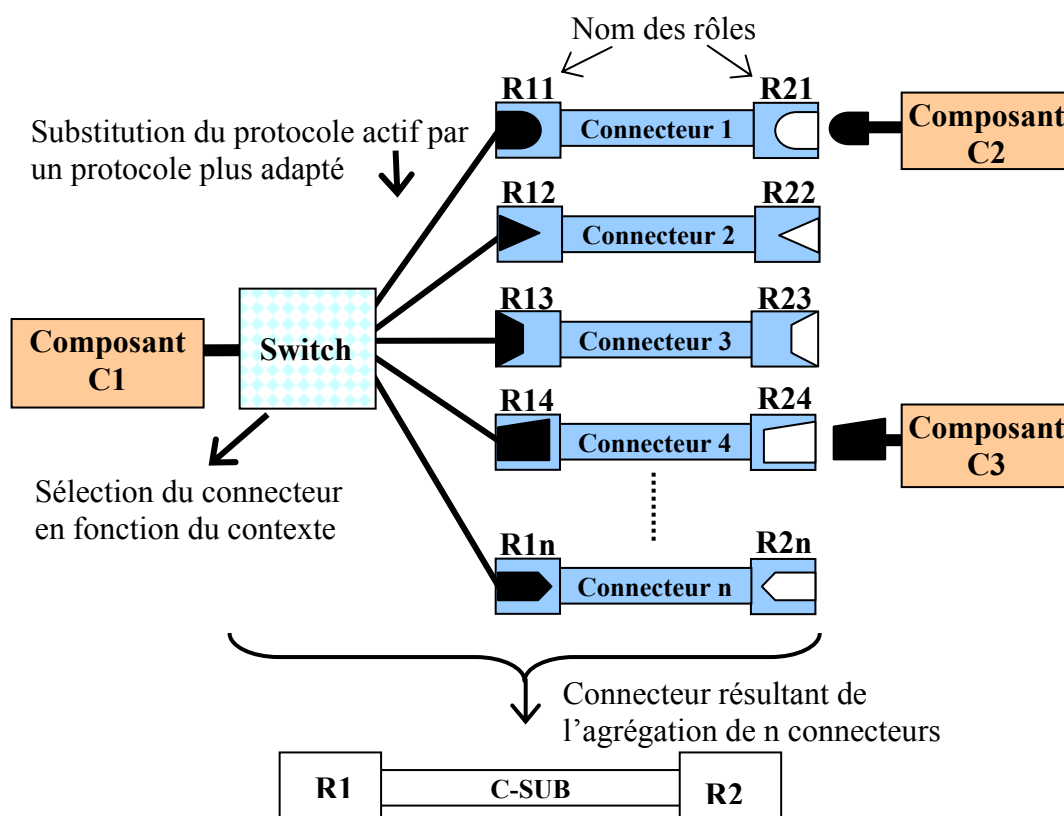 Nom des rôles
R11
R21
Connecteur 1
Composant
C2
Substitution du protocole actif par
un protocole plus adapté
R12
R22
Connecteur 2
R13
R23
Connecteur 3
Composant
C1
Switch
R14
R24
Connecteur 4
Composant
C3
Sélection du connecteur
en fonction du contexte
R1n
R2n
Connecteur n
Connecteur résultant de
l’agrégation de n connecteurs
R1
C-SUB
R2